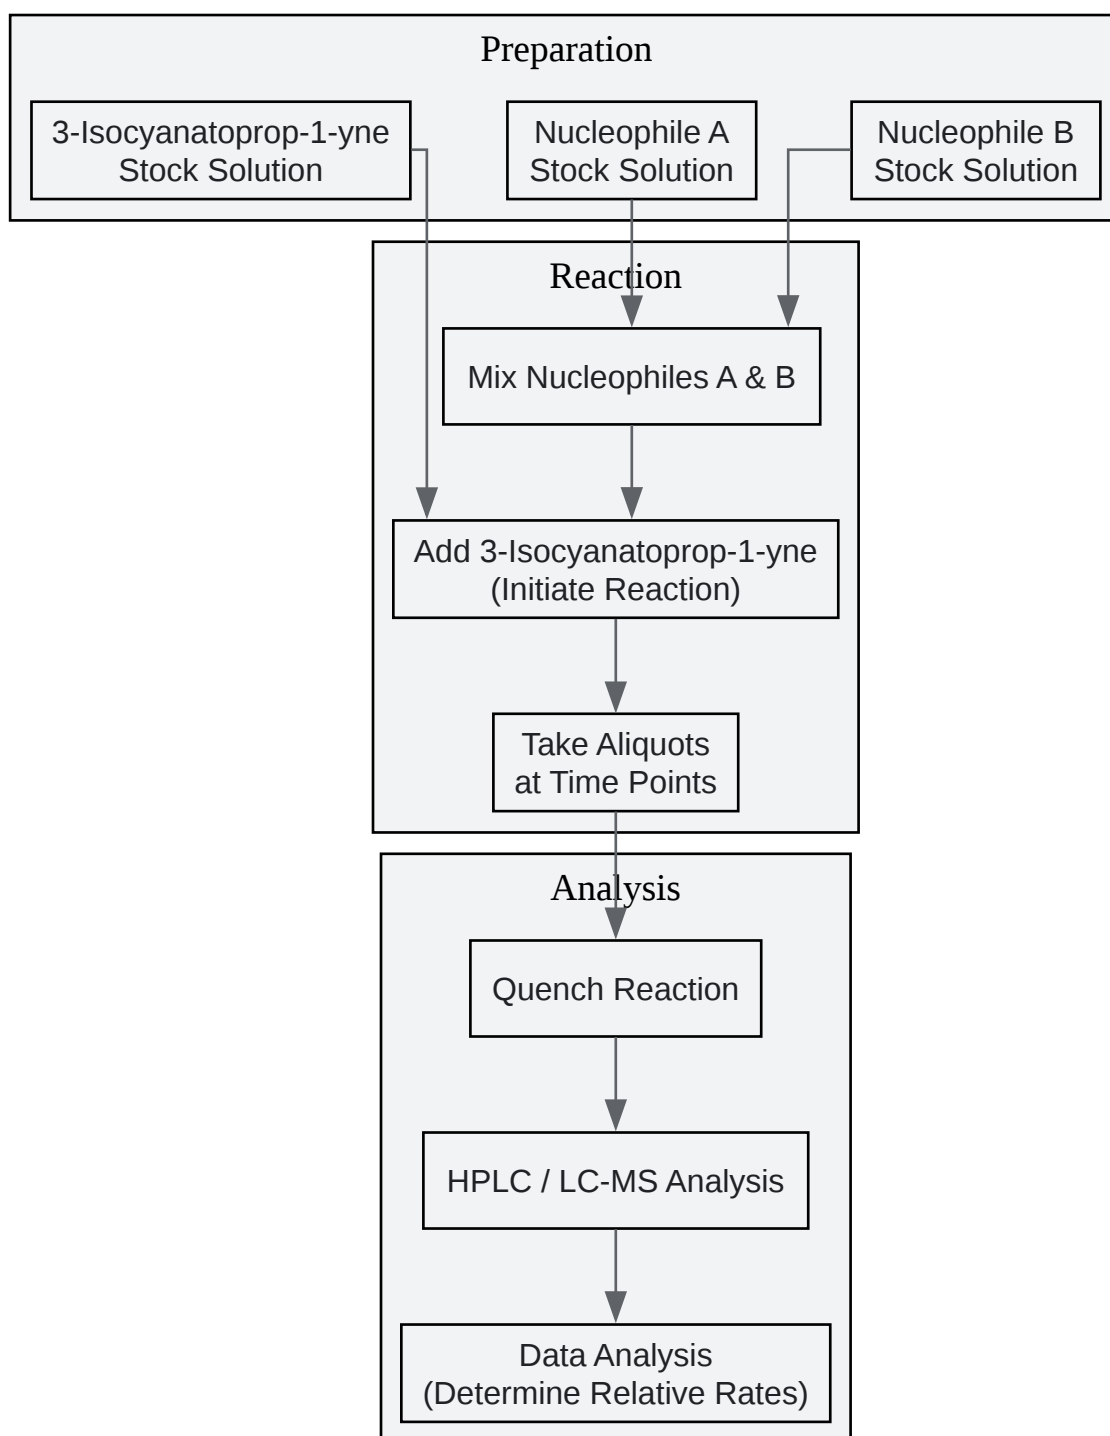 Preparation
3-Isocyanatoprop-1-yne
Stock Solution
Nucleophile A
Stock Solution
Nucleophile B
Stock Solution
Reaction
Mix Nucleophiles A & B
Add 3-Isocyanatoprop-1-yne
(Initiate Reaction)
Take Aliquots
at Time Points
Analysis
Quench Reaction
HPLC / LC-MS Analysis
Data Analysis
(Determine Relative Rates)